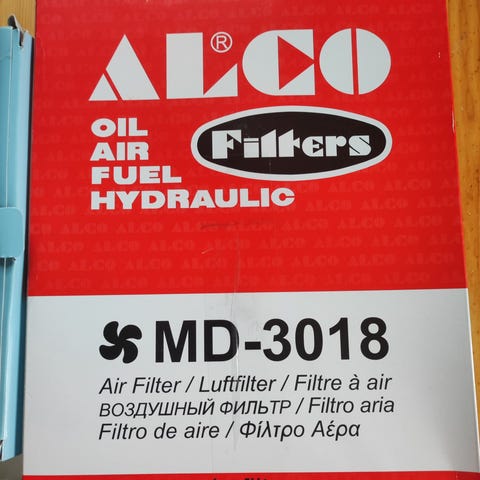 ALCO®
OIL
AIR
FUEL
HYDRAULIC
Filters
MD-3018
Air Filter / Luftfilter / Filtre à air
ВОЗДУШНЫЙ ФИЛЬТР / Filtro aria
Filtro de aire / Φίλτρο Αέρα